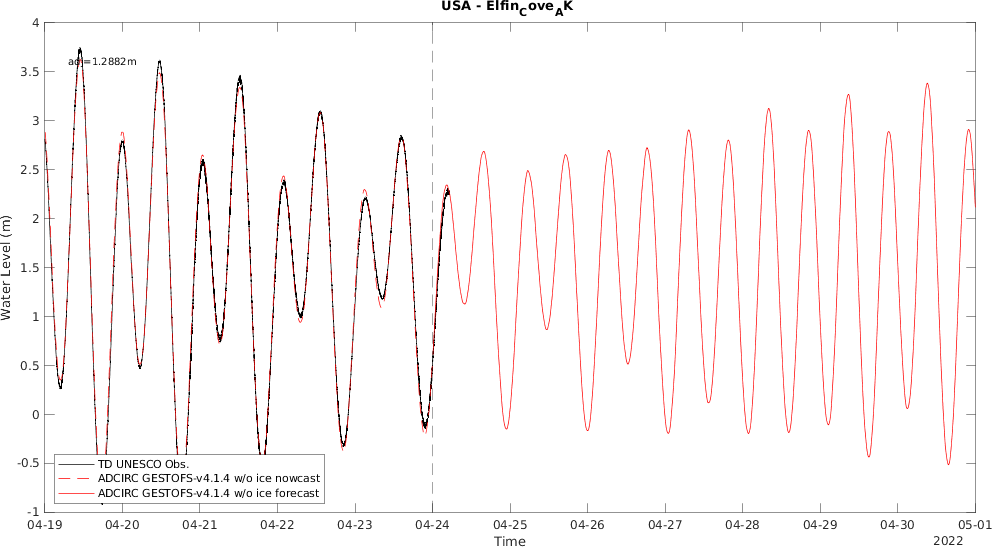 USA - ElfinCoveAK
adj=1.2882m
4
3.5
3
2.5
2
1.5
1
0.5
0
-0.5
-1
Water Level (m)
TD UNESCO Obs.
ADCIRC GESTOFS-v4.1.4 w/o ice nowcast
ADCIRC GESTOFS-v4.1.4 w/o ice forecast
04-19 04-20 04-21 04-22 04-23 04-24 04-25 04-26 04-27 04-28 04-29 04-30 05-01
Time
2022